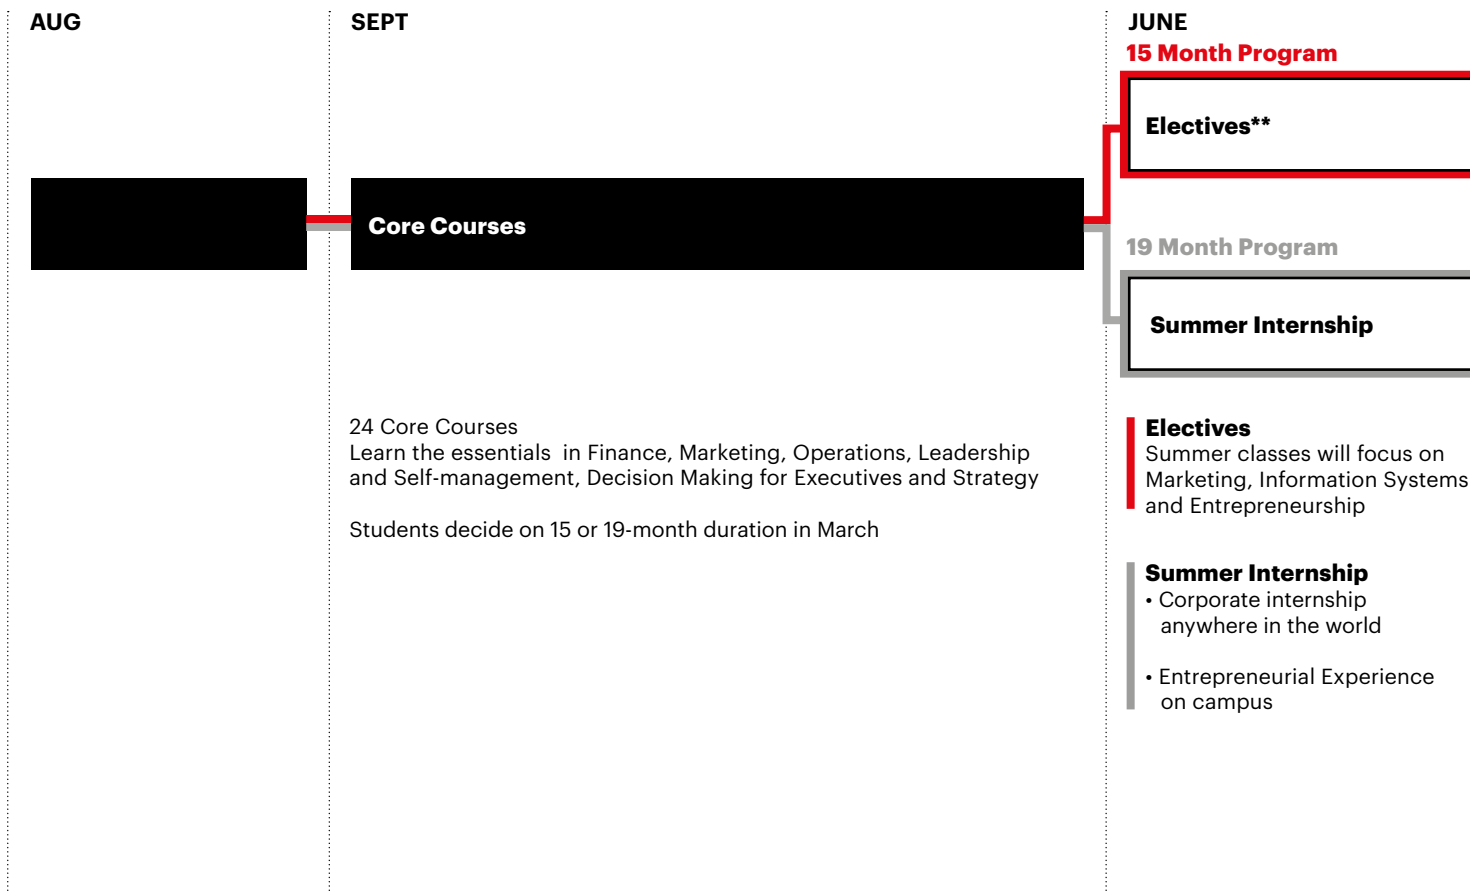 AUG
SEPT
JUNE
15 Month Program
Electives**
Core Courses
19 Month Program
Summer Internship
24 Core Courses
Learn the essentials in Finance, Marketing, Operations, Leadership
and Self-management, Decision Making for Executives and Strategy
Students decide on 15 or 19-month duration in March
Electives
Summer classes will focus on
Marketing, Information Systems
and Entrepreneurship
Summer Internship
• Corporate internship
anywhere in the world
• Entrepreneurial Experience
on campus